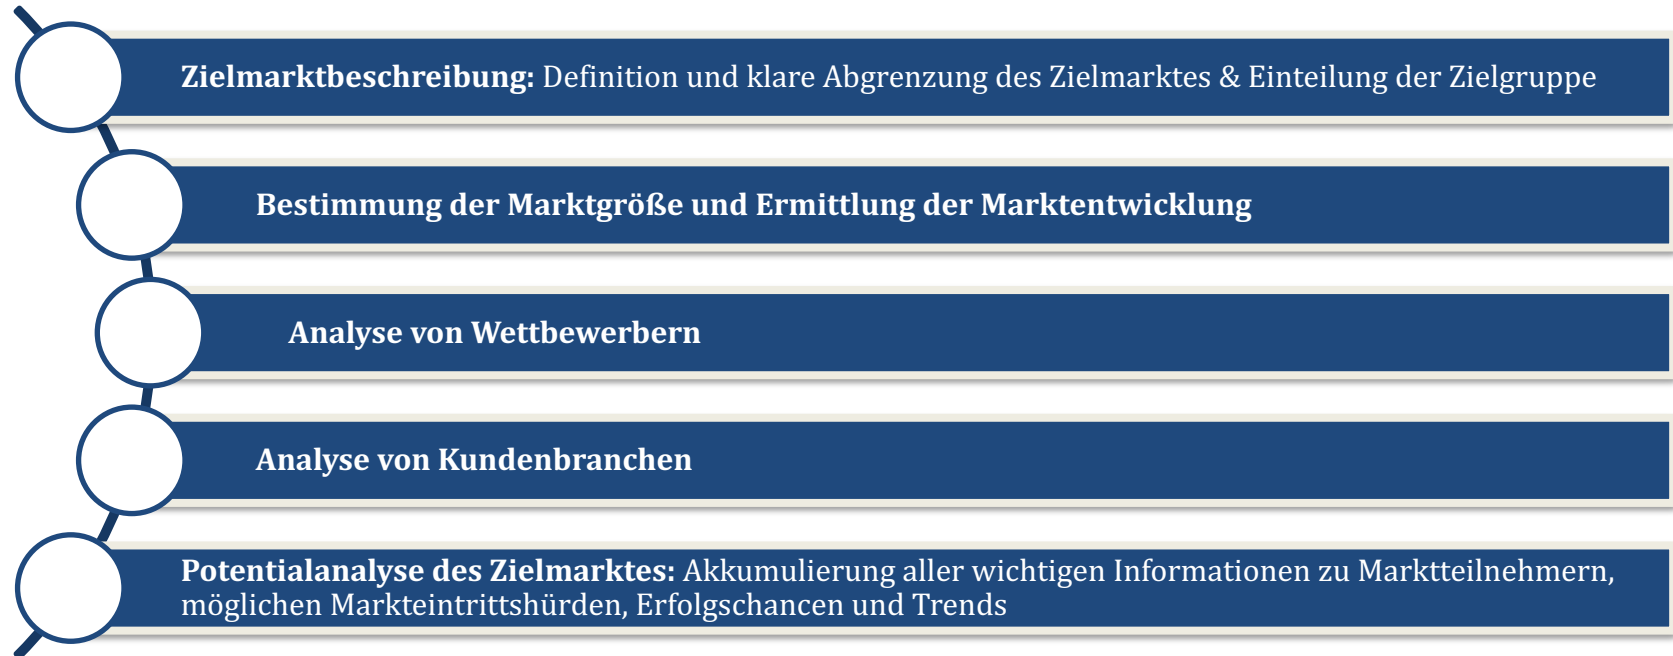 Zielmarktbeschreibung: Definition und klare Abgrenzung des Zielmarktes & Einteilung der Zielgruppe
Bestimmung der Marktgröße und Ermittlung der Marktentwicklung
Analyse von Wettbewerbern
Analyse von Kundenbranchen
Potentialanalyse des Zielmarktes: Akkumulierung aller wichtigen Informationen zu Marktteilnehmern,
möglichen Markteintrittshürden, Erfolgschancen und Trends